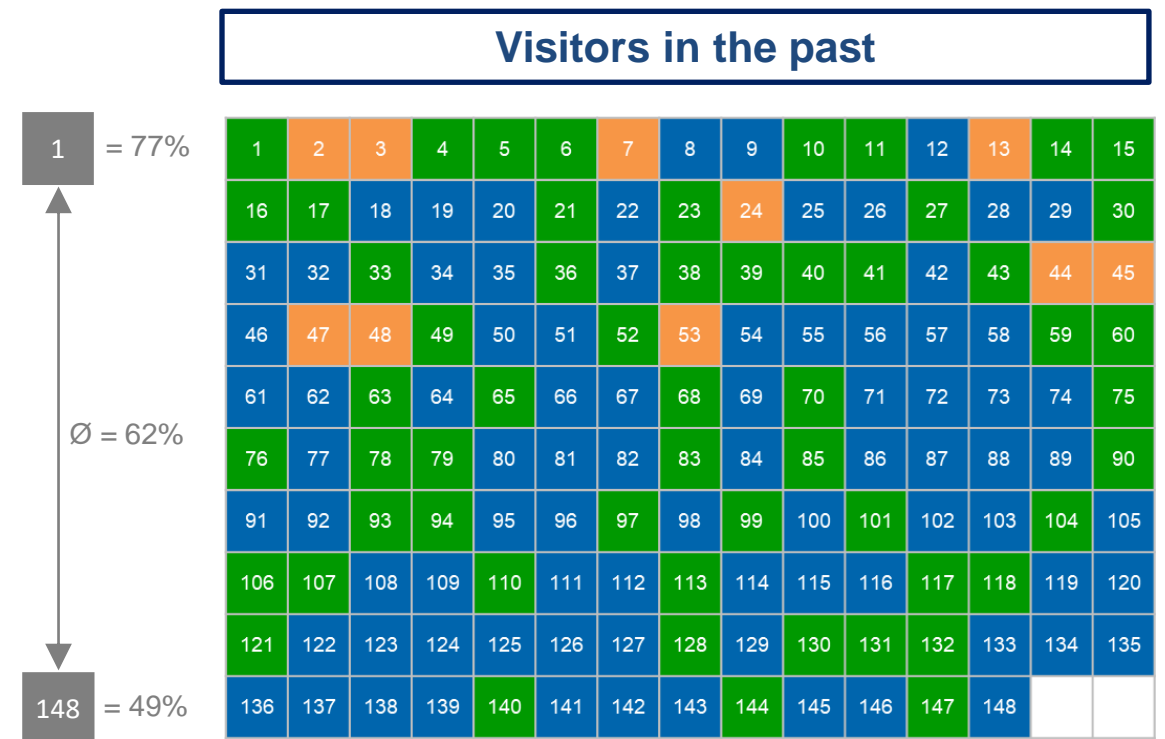 Visitors in the past
1 = 77%
1 2 3 4 5 6 7 8 9 10 11 12 13 14 15
16 17 18 19 20 21 22 23 24 25 26 27 28 29 30
31 32 33 34 35 36 37 38 39 40 41 42 43 44 45
46 47 48 49 50 51 52 53 54 55 56 57 58 59 60
61 62 63 64 65 66 67 68 69 70 71 72 73 74 75
Ø = 62%
76 77 78 79 80 81 82 83 84 85 86 87 88 89 90
91 92 93 94 95 96 97 98 99 100 101 102 103 104 105
106 107 108 109 110 111 112 113 114 115 116 117 118 119 120
121 122 123 124 125 126 127 128 129 130 131 132 133 134 135
148 = 49%
136 137 138 139 140 141 142 143 144 145 146 147 148